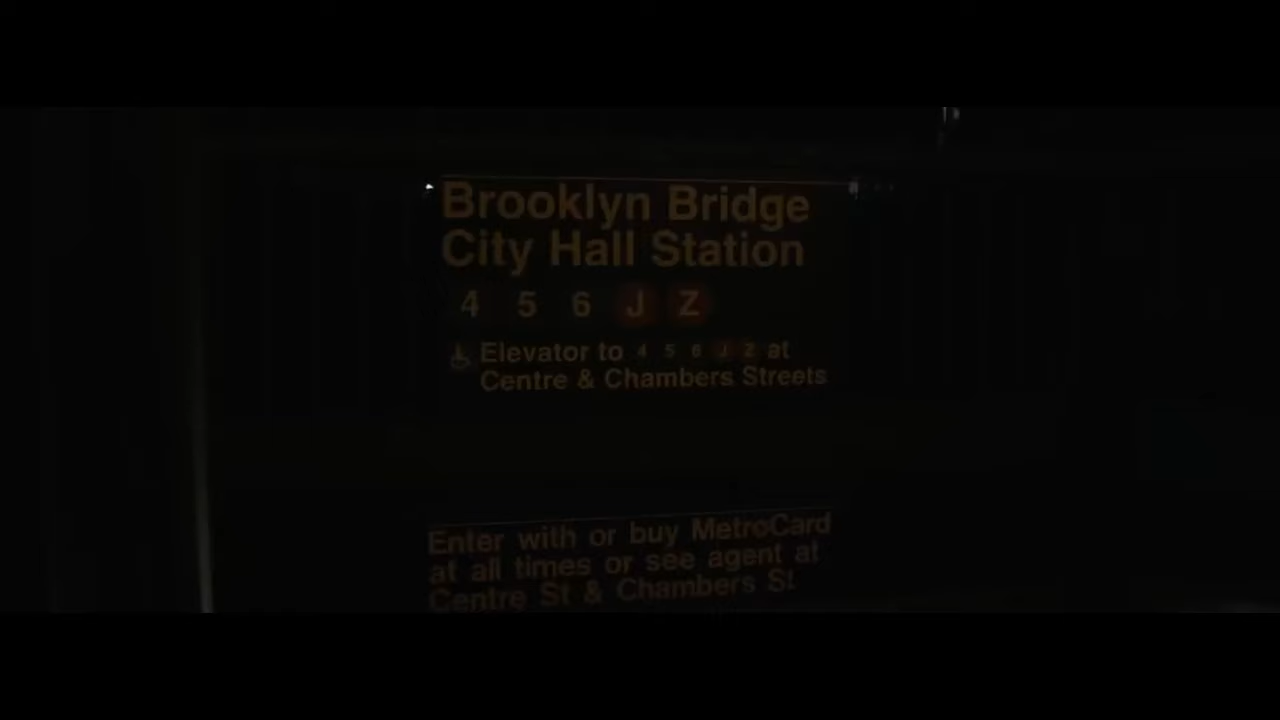 Brooklyn Bridge
City Hall Station
4 5 6 J Z
Elevator to 4 5 6 J Z at
Centre & Chambers Streets
Enter with or buy MetroCard
at all times or see agent at
Centre St & Chambers St